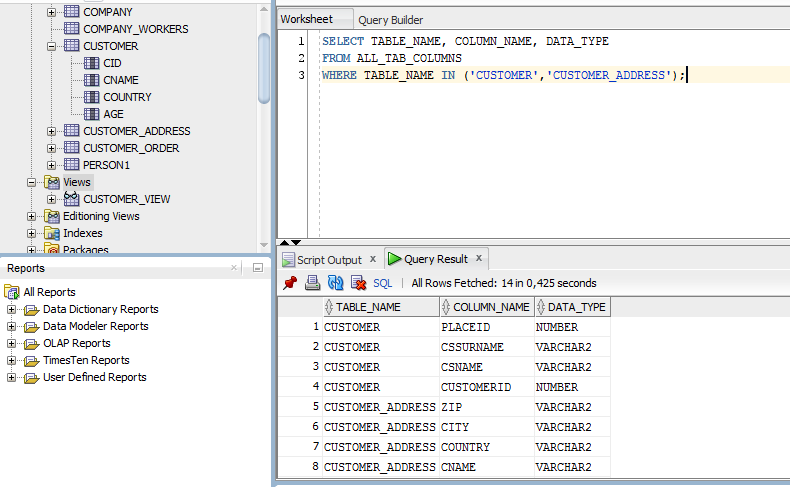 COMPANY
COMPANY_WORKERS
CUSTOMER
CID
CNAME
COUNTRY
AGE
CUSTOMER_ADDRESS
CUSTOMER_ORDER
PERSON1
Views
CUSTOMER_VIEW
Editioning Views
Indexes
Packages
Reports
All Reports
Data Dictionary Reports
Data Modeler Reports
OLAP Reports
TimesTen Reports
User Defined Reports
Worksheet Query Builder
1 SELECT TABLE_NAME, COLUMN_NAME, DATA_TYPE
2 FROM ALL_TAB_COLUMNS
3 WHERE TABLE_NAME IN ('CUSTOMER','CUSTOMER_ADDRESS');
Script Output x Query Result x
SQL | All Rows Fetched: 14 in 0,425 seconds
TABLE_NAME COLUMN_NAME DATA_TYPE
1 CUSTOMER PLACEID NUMBER
2 CUSTOMER CSSURNAME VARCHAR2
3 CUSTOMER CSNAME VARCHAR2
4 CUSTOMER CUSTOMERID NUMBER
5 CUSTOMER_ADDRESS ZIP VARCHAR2
6 CUSTOMER_ADDRESS CITY VARCHAR2
7 CUSTOMER_ADDRESS COUNTRY VARCHAR2
8 CUSTOMER_ADDRESS CNAME VARCHAR2